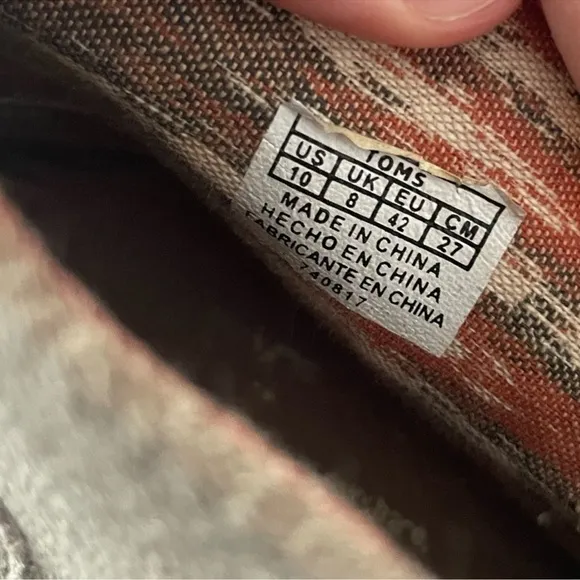 TOMS
US UK EU CM
10 8 42 27
MADE IN CHINA
HECHO EN CHINA
FABRICANTE EN CHINA
740817